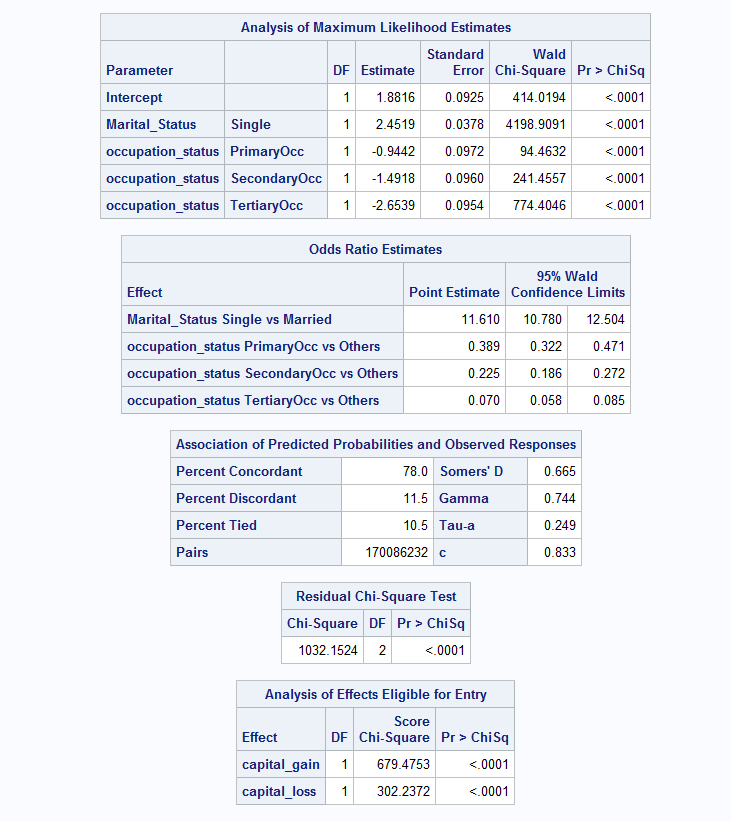 Analysis of Maximum Likelihood Estimates
Parameter DF Estimate Standard Error Wald Chi-Square Pr > ChiSq
Intercept 1 1.8816 0.0925 414.0194 <.0001
Marital_Status Single 1 2.4519 0.0378 4198.9091 <.0001
occupation_status PrimaryOcc 1 -0.9442 0.0972 94.4632 <.0001
occupation_status SecondaryOcc 1 -1.4918 0.0960 241.4557 <.0001
occupation_status TertiaryOcc 1 -2.6539 0.0954 774.4046 <.0001
Odds Ratio Estimates
Effect Point Estimate 95% Wald Confidence Limits
Marital_Status Single vs Married 11.610 10.780 12.504
occupation_status PrimaryOcc vs Others 0.389 0.322 0.471
occupation_status SecondaryOcc vs Others 0.225 0.186 0.272
occupation_status TertiaryOcc vs Others 0.070 0.058 0.085
Association of Predicted Probabilities and Observed Responses
Percent Concordant 78.0 Somers' D 0.665
Percent Discordant 11.5 Gamma 0.744
Percent Tied 10.5 Tau-a 0.249
Pairs 170086232 c 0.833
Residual Chi-Square Test
Chi-Square DF Pr > ChiSq
1032.1524 2 <.0001
Analysis of Effects Eligible for Entry
Effect DF Score Chi-Square Pr > ChiSq
capital_gain 1 679.4753 <.0001
capital_loss 1 302.2372 <.0001